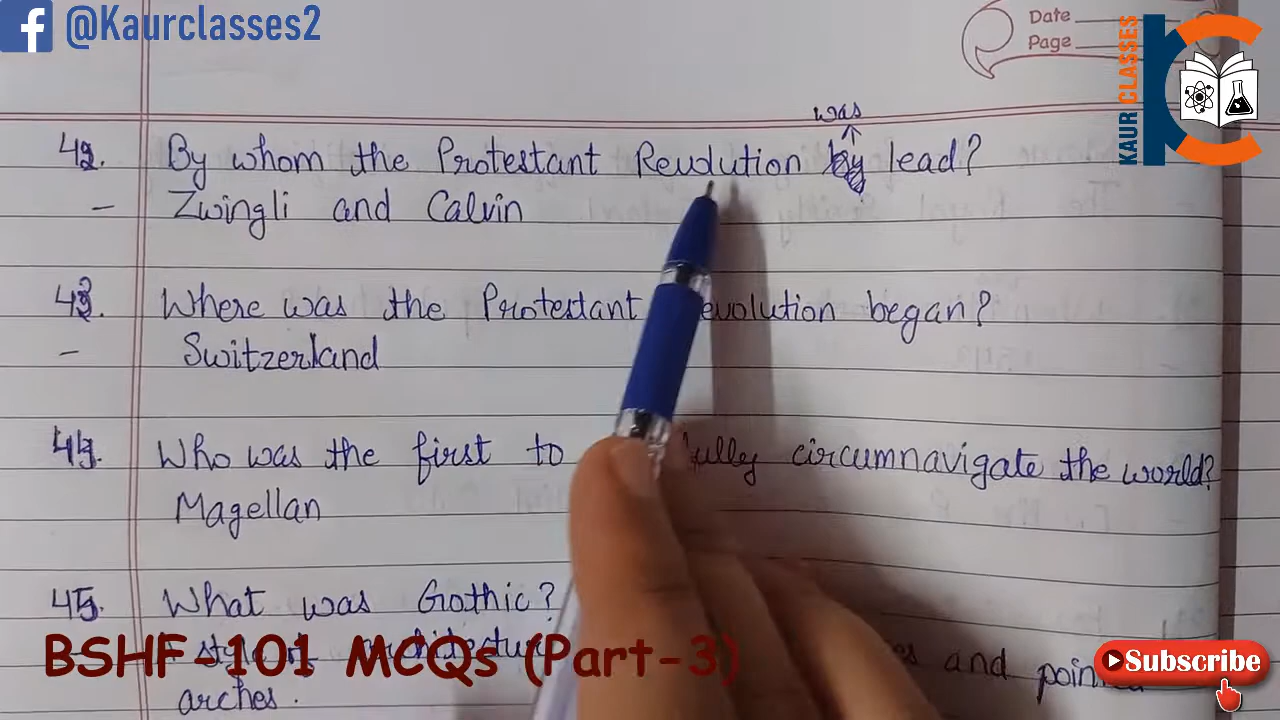 @Kaurclasses2
Date
Page
KAUR CLASSES
was
42. By whom the Protestant Revolution by lead?
– Zwingli and Calvin
43. Where was the Protestant evolution began?
– Switzerland
44. Who was the first to fully circumnavigate the world?
Magellan
45. What was Gothic?
and pointed
arches.
BSHF-101 MCQs (Part-3)
Subscribe